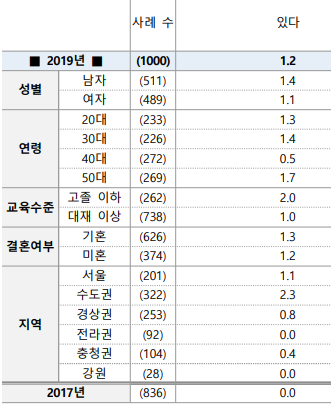 사례 수 있다
■ 2019년 ■ (1000) 1.2
성별 남자 (511) 1.4
여자 (489) 1.1
연령 20대 (233) 1.3
30대 (226) 1.4
40대 (272) 0.5
50대 (269) 1.7
교육수준 고졸 이하 (262) 2.0
대재 이상 (738) 1.0
결혼여부 기혼 (626) 1.3
미혼 (374) 1.2
지역 서울 (201) 1.1
수도권 (322) 2.3
경상권 (253) 0.8
전라권 (92) 0.0
충청권 (104) 0.4
강원 (28) 0.0
2017년 (836) 0.0